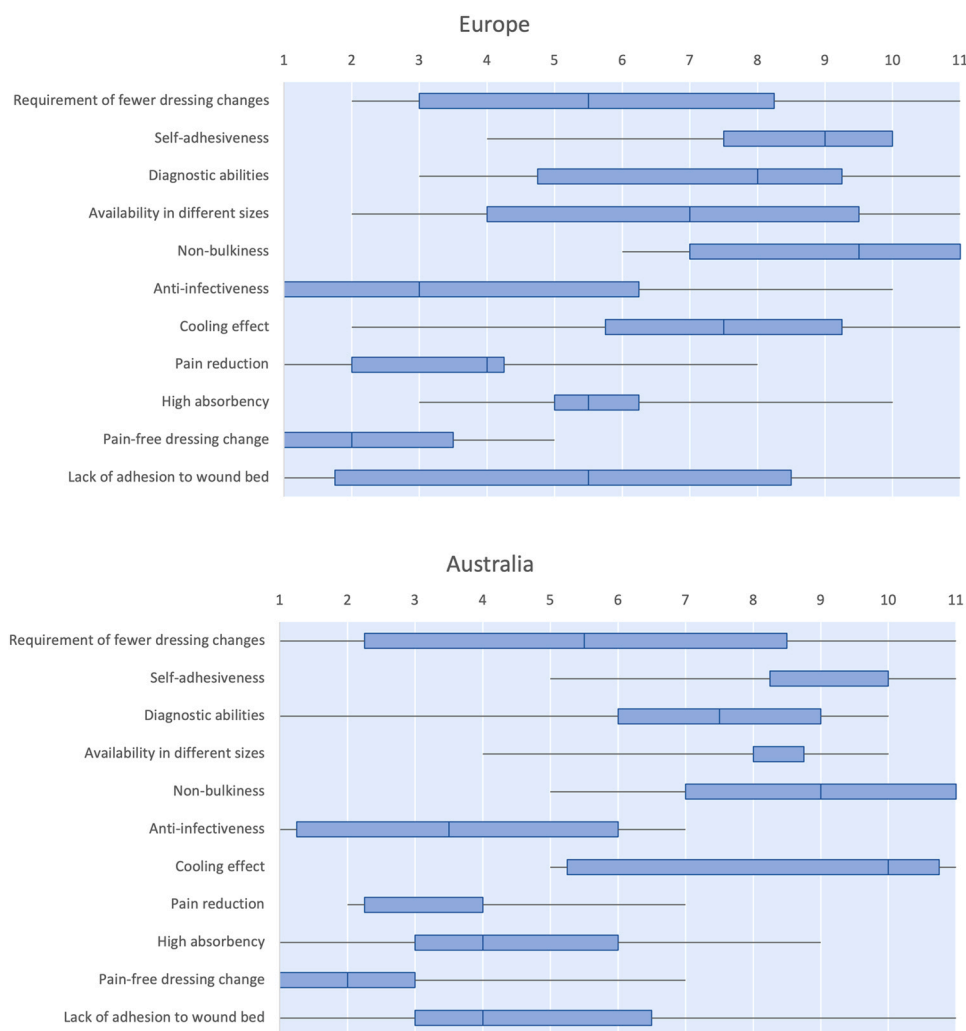 Europe
1 2 3 4 5 6 7 8 9 10 11
Requirement of fewer dressing changes
Self-adhesiveness
Diagnostic abilities
Availability in different sizes
Non-bulkiness
Anti-infectiveness
Cooling effect
Pain reduction
High absorbency
Pain-free dressing change
Lack of adhesion to wound bed
Australia
1 2 3 4 5 6 7 8 9 10 11
Requirement of fewer dressing changes
Self-adhesiveness
Diagnostic abilities
Availability in different sizes
Non-bulkiness
Anti-infectiveness
Cooling effect
Pain reduction
High absorbency
Pain-free dressing change
Lack of adhesion to wound bed